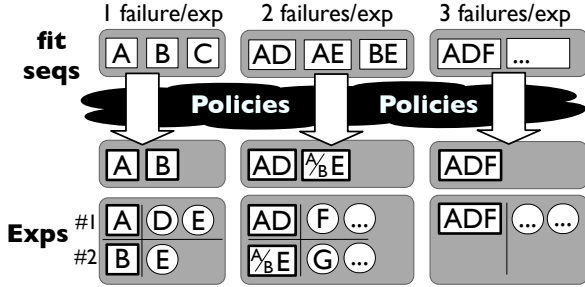 1 failure/exp 2 failures/exp 3 failures/exp
fit seqs
A B C AD AE BE ADF ...
Policies Policies
A B AD A/B E ADF
Exps
#1 A D E AD F ... ADF ... ...
#2 B E A/B E G ...